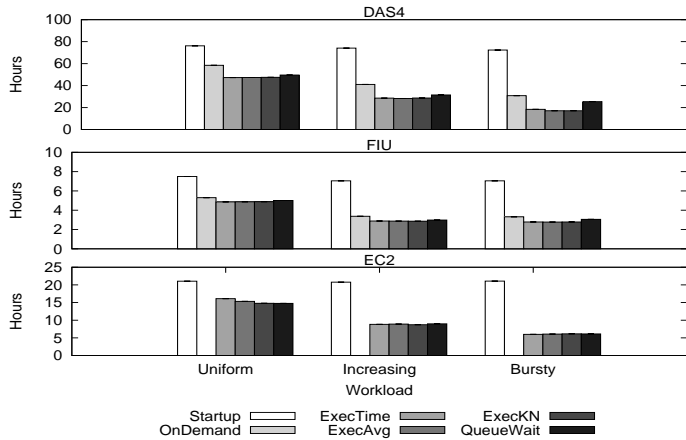 DAS4
Hours
100
80
60
40
20
0
FIU
Hours
10
8
6
4
2
0
EC2
Hours
25
20
15
10
5
0
Uniform Increasing Bursty
Workload
Startup ExecTime ExecKN
OnDemand ExecAvg QueueWait